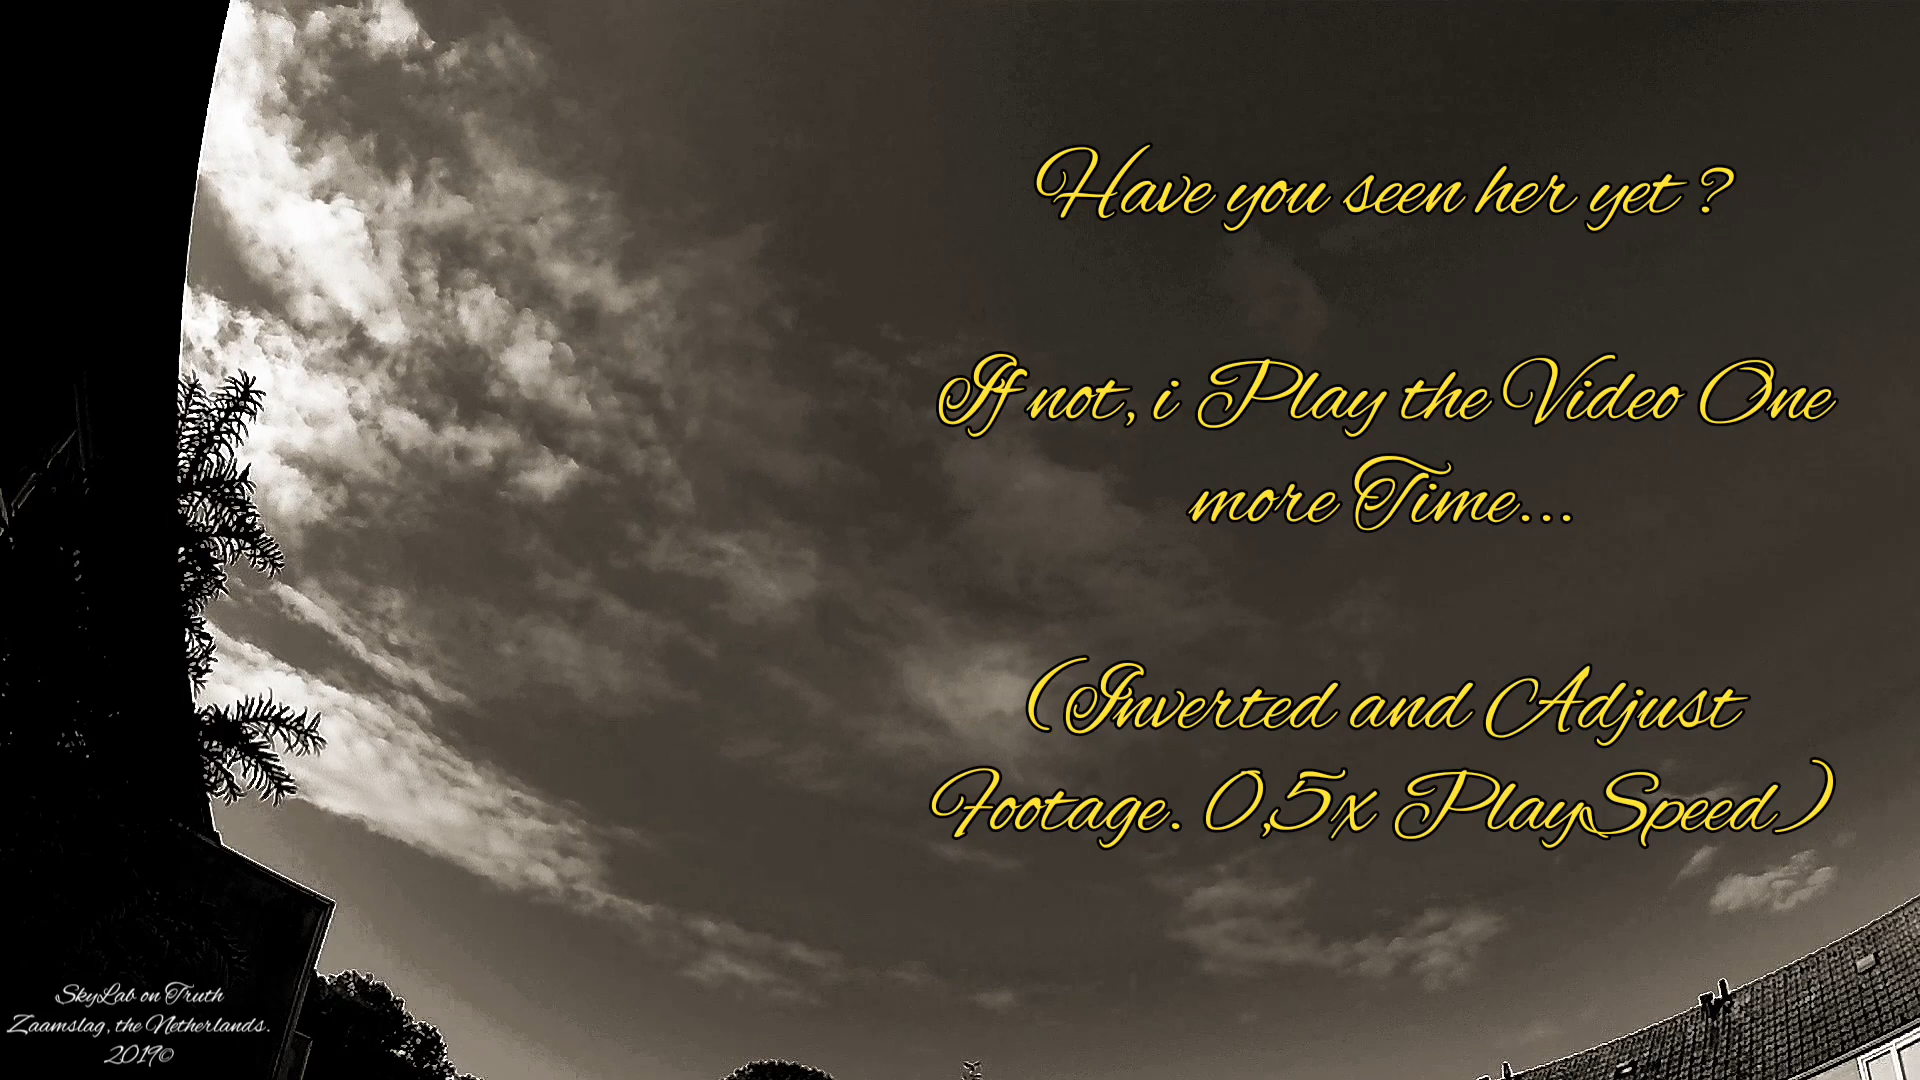 Have you seen her yet ?
If not, i Play the Video One
more Time...
(Inverted and Adjust
Footage. 0,5x PlaySpeed)
SkyLab on Truth
Zaamslag, the Netherlands.
2019©